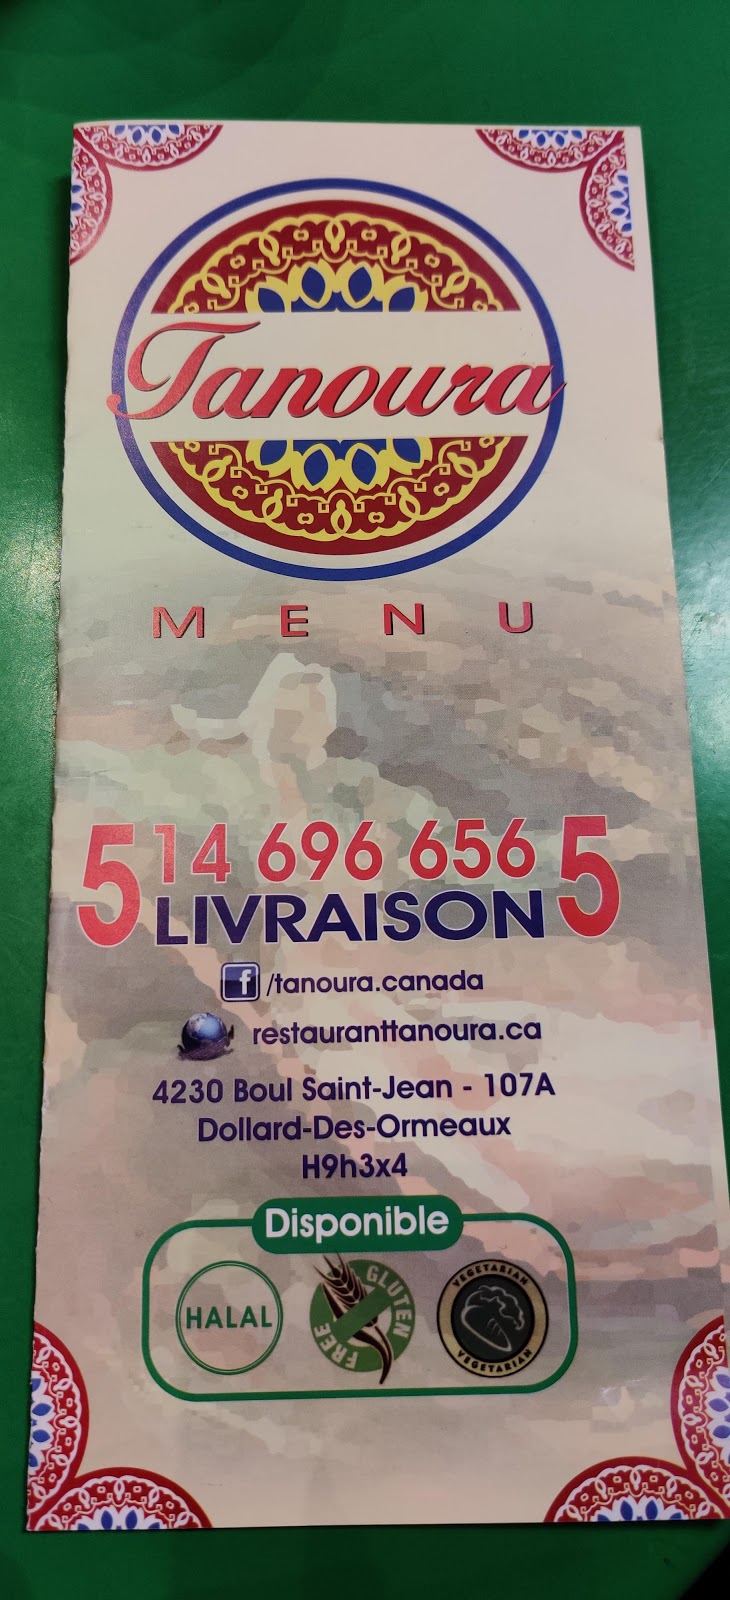 Tanoura
MENU
514 696 6565
LIVRAISON
/tanoura.canada
restauranttanoura.ca
4230 Boul Saint-Jean - 107A
Dollard-Des-Ormeaux
H9h3x4
Disponible
HALAL
GLUTEN
FREE
VEGETARIAN
VEGETARIAN